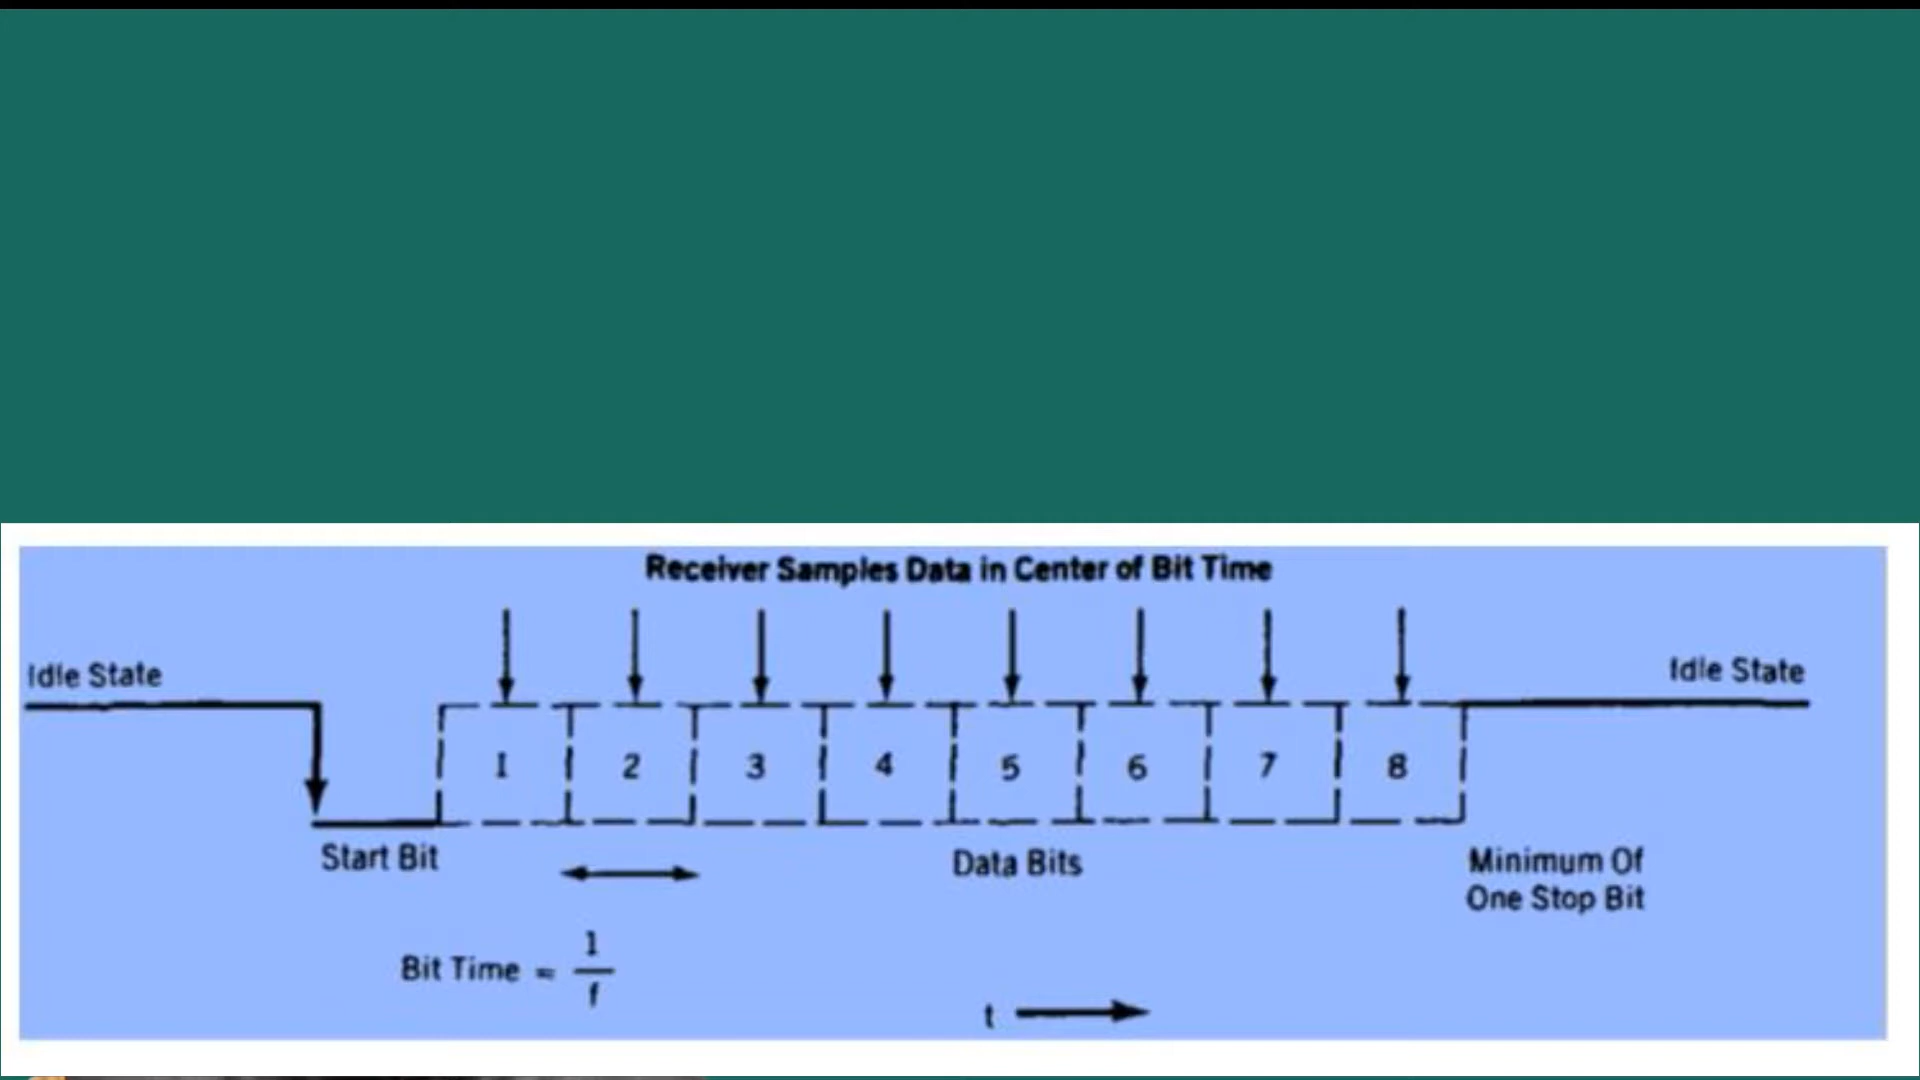 Receiver Samples Data in Center of Bit Time
Idle State
Idle State
1 2 3 4 5 6 7 8
Start Bit
Data Bits
Minimum Of
One Stop Bit
Bit Time = 1/f
t